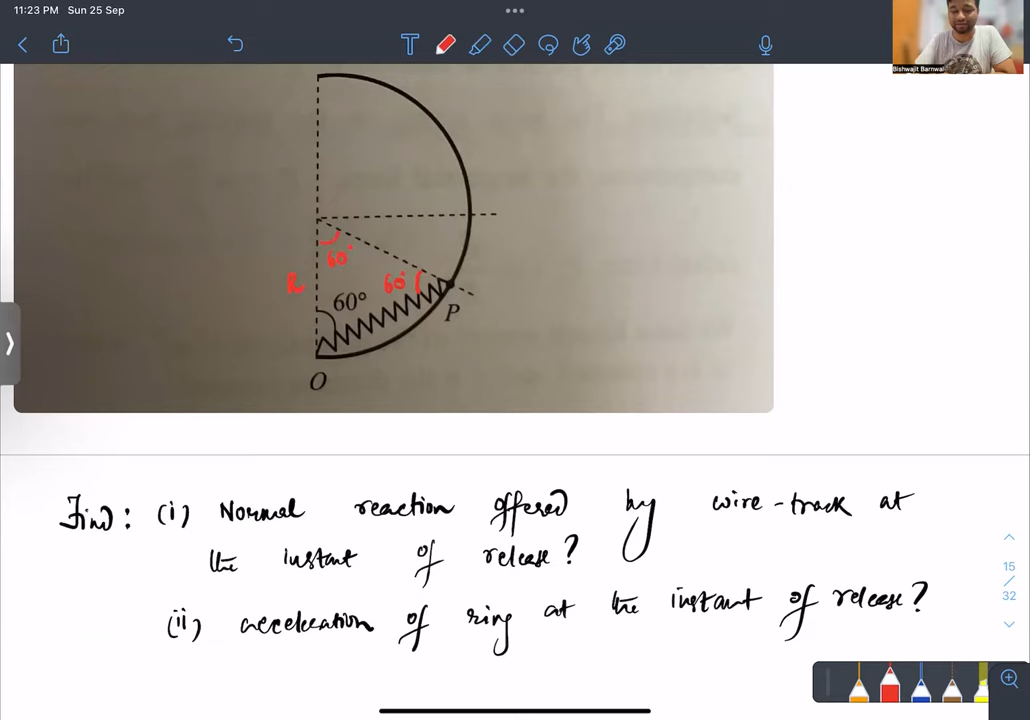 11:23 PM Sun 25 Sep
Bishwajit Barnwal
T
R
60°
60°
60°
P
O
Find: (i) Normal reaction offered by wire-track at
the instant of release?
(ii) acceleration of ring at the instant of release?
15
/
32